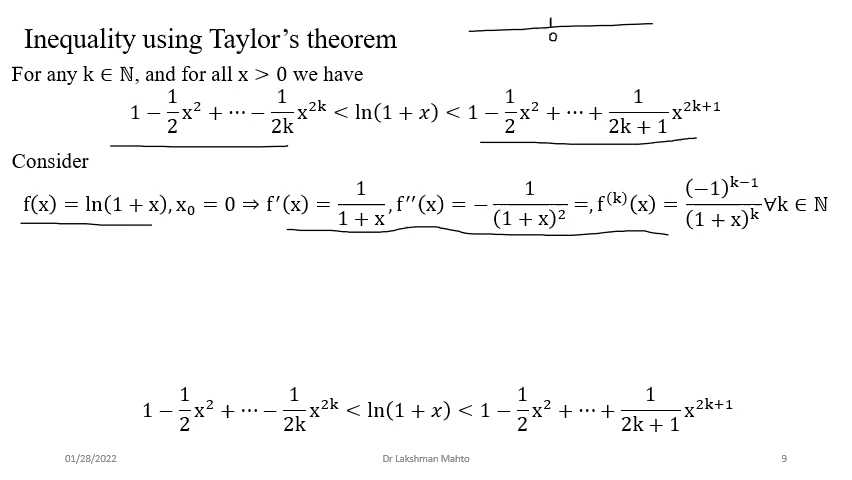 0
Inequality using Taylor's theorem
For any k ∈ ℕ, and for all x > 0 we have
1 − 1/2 x² + ⋯ − 1/2k x^{2k} < ln(1 + x) < 1 − 1/2 x² + ⋯ + 1/(2k + 1) x^{2k+1}
Consider
f(x) = ln(1 + x), x₀ = 0 ⇒ f′(x) = 1/(1 + x), f′′(x) = − 1/(1 + x)² =, f^{(k)}(x) = (−1)^{k−1}/(1 + x)^k ∀k ∈ ℕ
1 − 1/2 x² + ⋯ − 1/2k x^{2k} < ln(1 + x) < 1 − 1/2 x² + ⋯ + 1/(2k + 1) x^{2k+1}
01/28/2022 Dr Lakshman Mahto 9